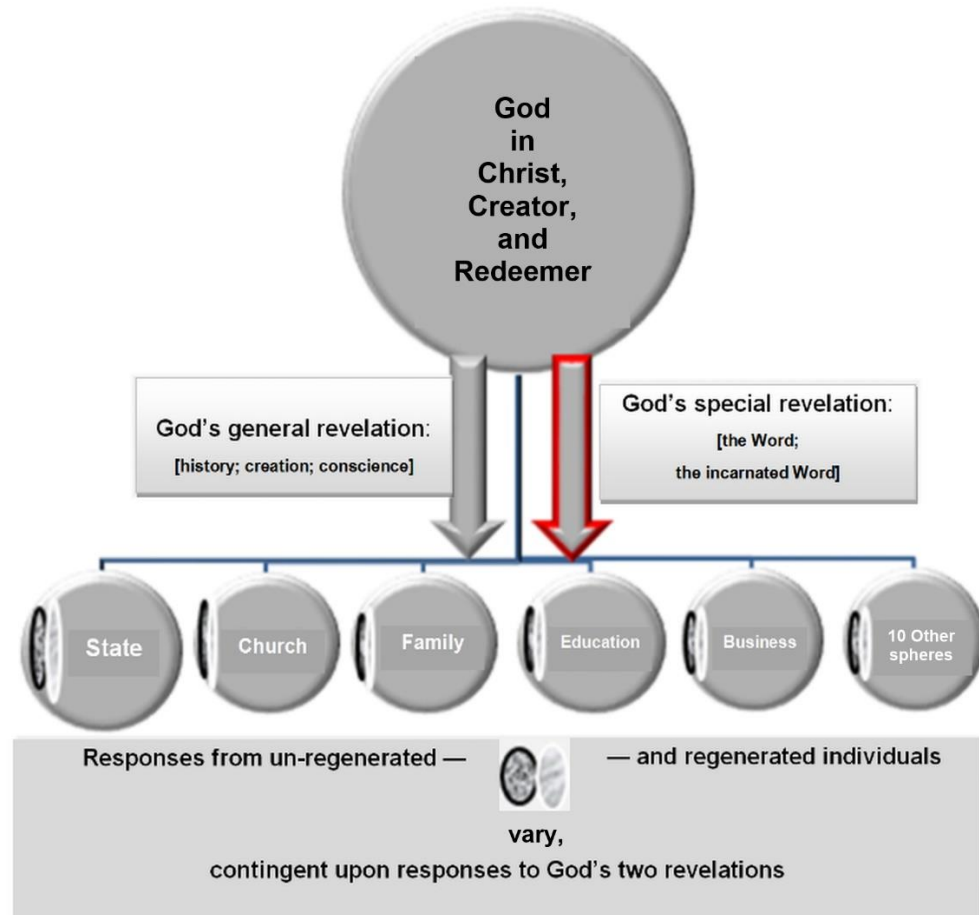 God
in
Christ,
Creator,
and
Redeemer
God's general revelation:
[history; creation; conscience]
God's special revelation:
[the Word;
the incarnated Word]
State
Church
Family
Education
Business
10 Other
spheres
Responses from un-regenerated — — and regenerated individuals
vary,
contingent upon responses to God's two revelations